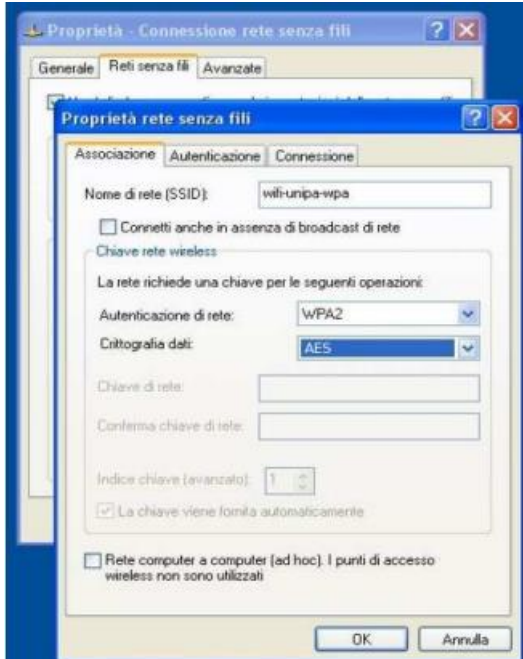 Proprietà - Connessione rete senza fili
Generale
Reti senza fili
Avanzate
Proprietà rete senza fili
Associazione
Autenticazione
Connessione
Nome di rete (SSID):
wifi-unipa-wpa
Connetti anche in assenza di broadcast di rete
Chiave rete wireless
La rete richiede una chiave per le seguenti operazioni:
Autenticazione di rete:
WPA2
Crittografia dati:
AES
Chiave di rete:
Conferma chiave di rete:
Indice chiave (avanzato):
1
La chiave viene fornita automaticamente
Rete computer a computer (ad hoc). I punti di accesso
wireless non sono utilizzati
OK
Annulla